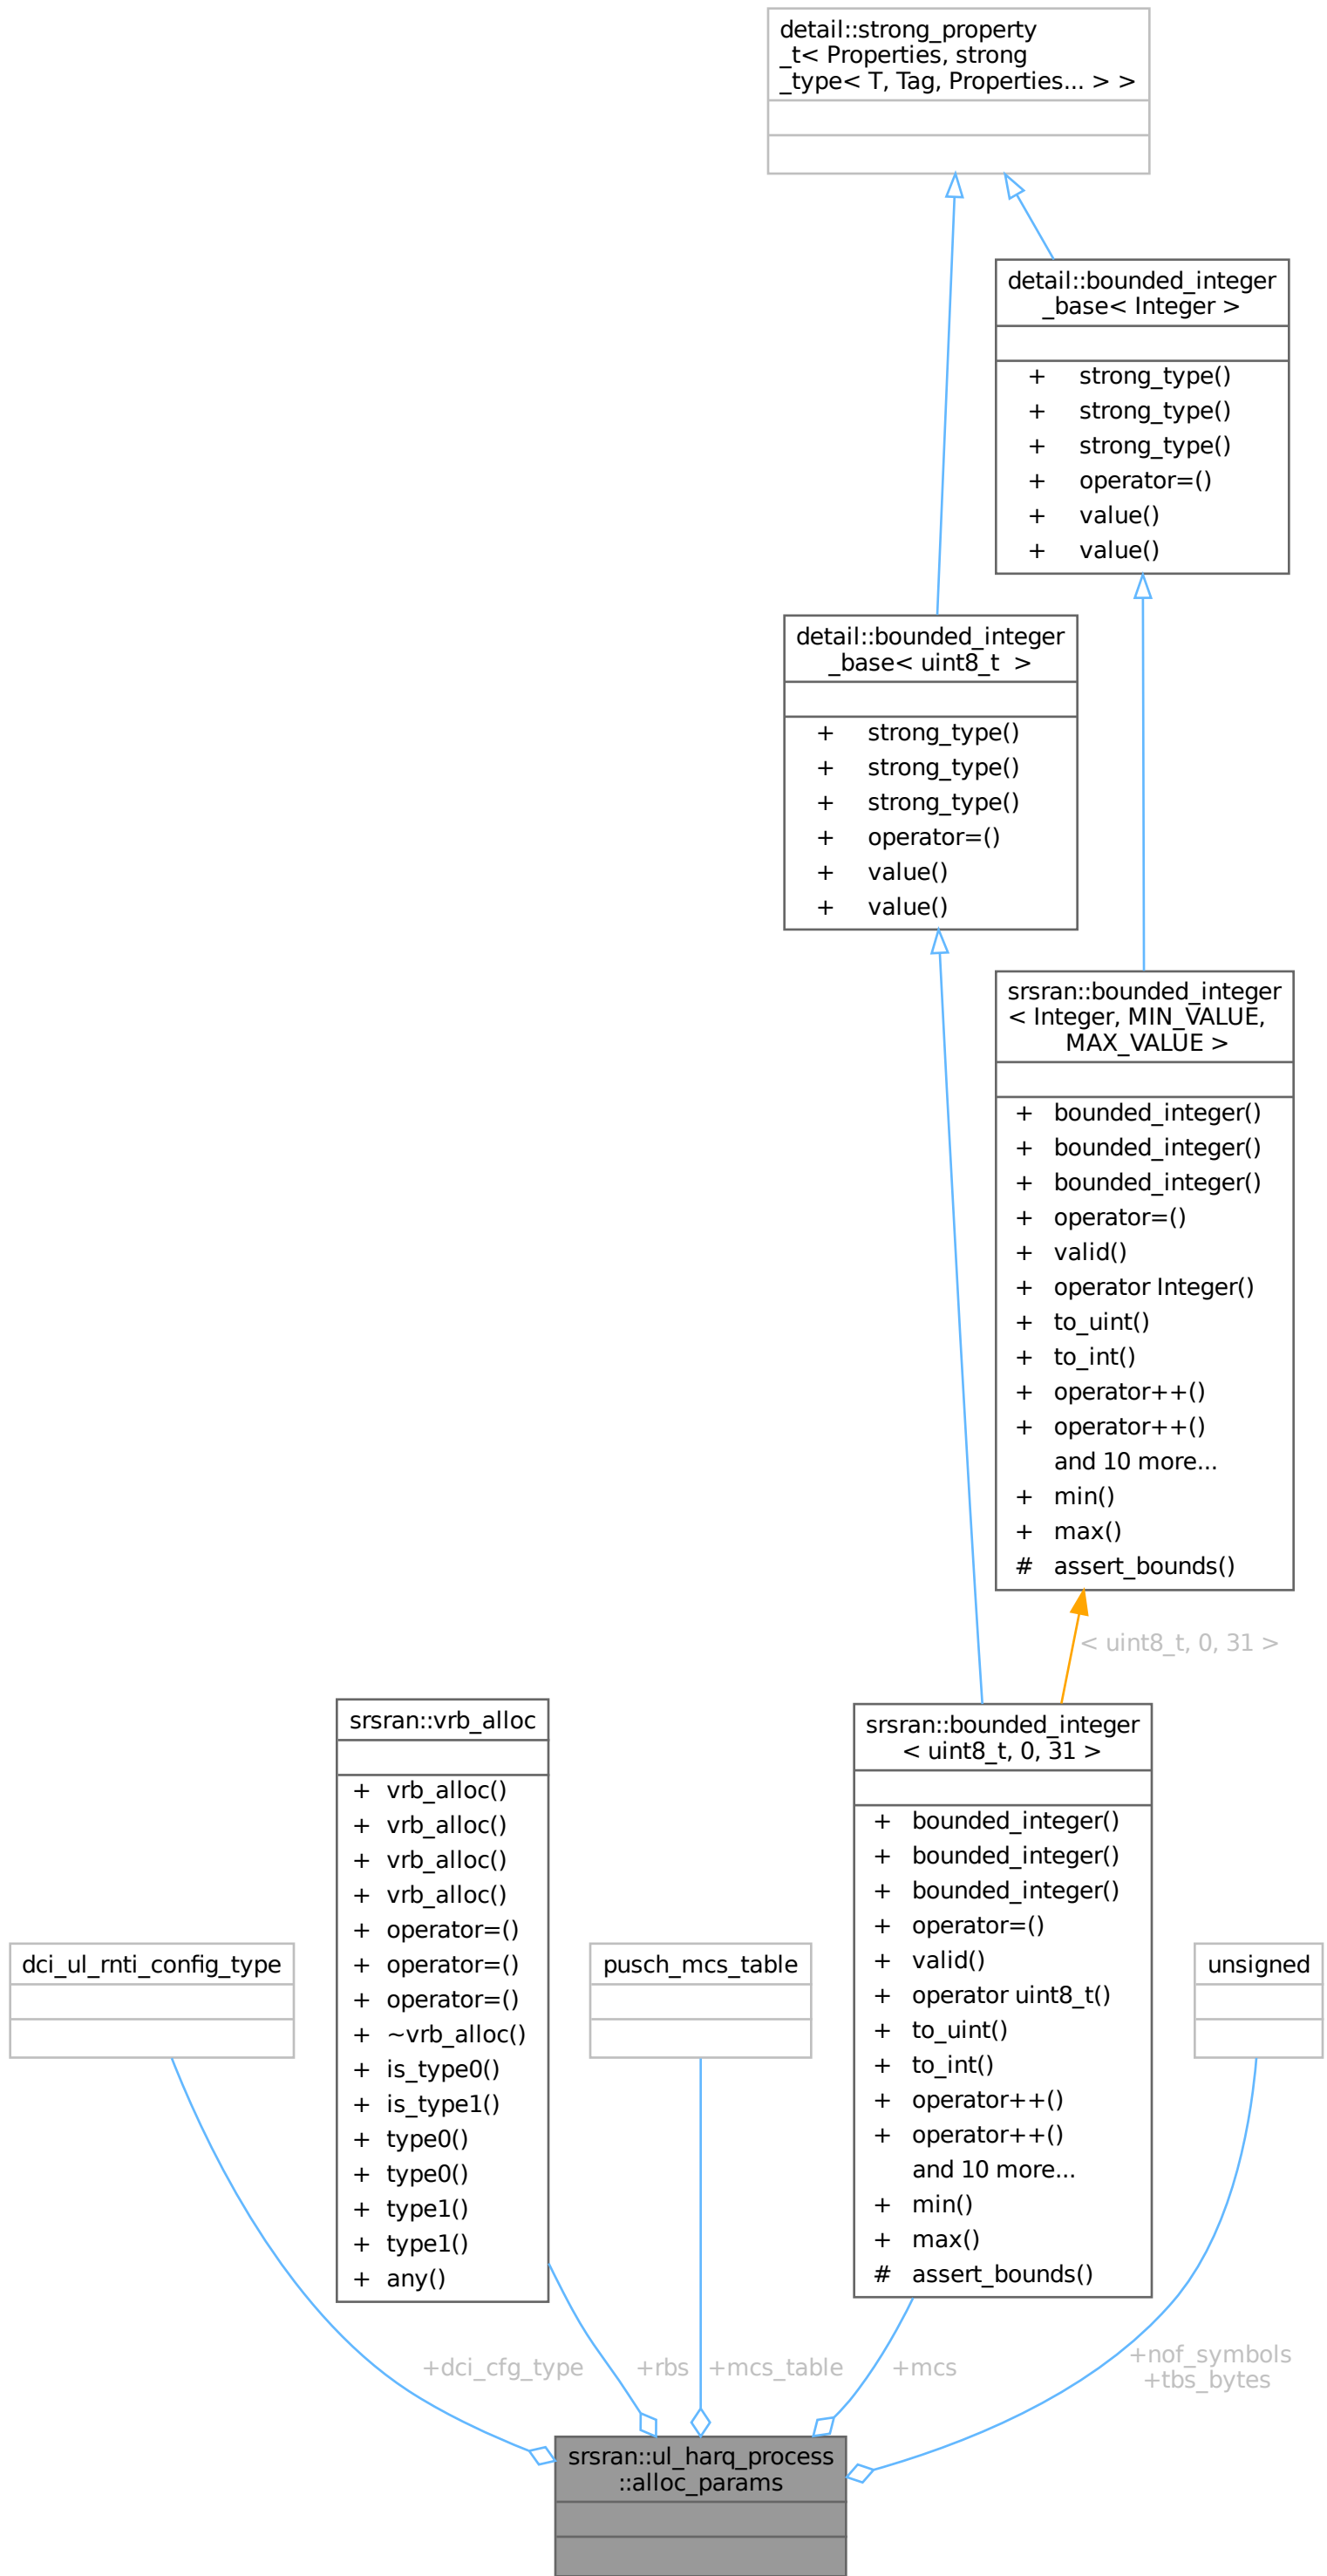 detail::strong_property
_t< Properties, strong
_type< T, Tag, Properties... > >
detail::bounded_integer
_base< Integer >
+ strong_type()
+ strong_type()
+ strong_type()
+ operator=()
+ value()
+ value()
detail::bounded_integer
_base< uint8_t >
+ strong_type()
+ strong_type()
+ strong_type()
+ operator=()
+ value()
+ value()
srsran::bounded_integer
< Integer, MIN_VALUE,
MAX_VALUE >
+ bounded_integer()
+ bounded_integer()
+ bounded_integer()
+ operator=()
+ valid()
+ operator Integer()
+ to_uint()
+ to_int()
+ operator++()
+ operator++()
and 10 more...
+ min()
+ max()
# assert_bounds()
< uint8_t, 0, 31 >
srsran::vrb_alloc
+ vrb_alloc()
+ vrb_alloc()
+ vrb_alloc()
+ vrb_alloc()
+ operator=()
+ operator=()
+ operator=()
+ ~vrb_alloc()
+ is_type0()
+ is_type1()
+ type0()
+ type0()
+ type1()
+ type1()
+ any()
srsran::bounded_integer
< uint8_t, 0, 31 >
+ bounded_integer()
+ bounded_integer()
+ bounded_integer()
+ operator=()
+ valid()
+ operator uint8_t()
+ to_uint()
+ to_int()
+ operator++()
+ operator++()
and 10 more...
+ min()
+ max()
# assert_bounds()
dci_ul_rnti_config_type
pusch_mcs_table
unsigned
+dci_cfg_type
+rbs
+mcs_table
+mcs
+nof_symbols
+tbs_bytes
srsran::ul_harq_process
::alloc_params